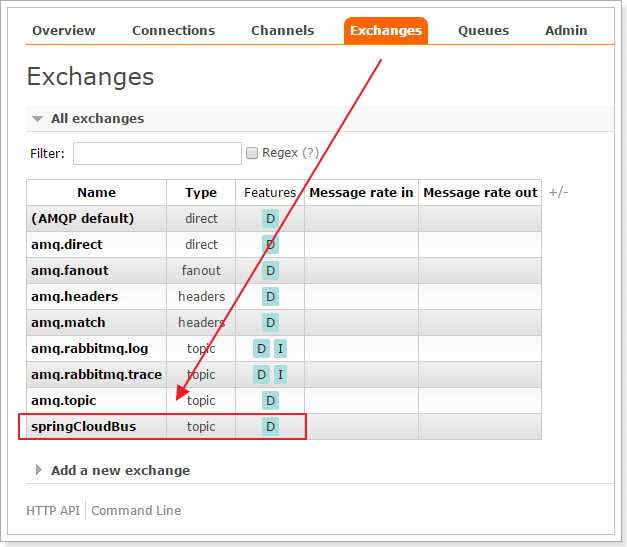 Overview Connections Channels Exchanges Queues Admin
Exchanges
All exchanges
Filter: Regex (?)
Name Type Features Message rate in Message rate out +/-
(AMQP default) direct D
amq.direct direct D
amq.fanout fanout D
amq.headers headers D
amq.match headers D
amq.rabbitmq.log topic D I
amq.rabbitmq.trace topic D I
amq.topic topic D
springCloudBus topic D
Add a new exchange
HTTP API Command Line